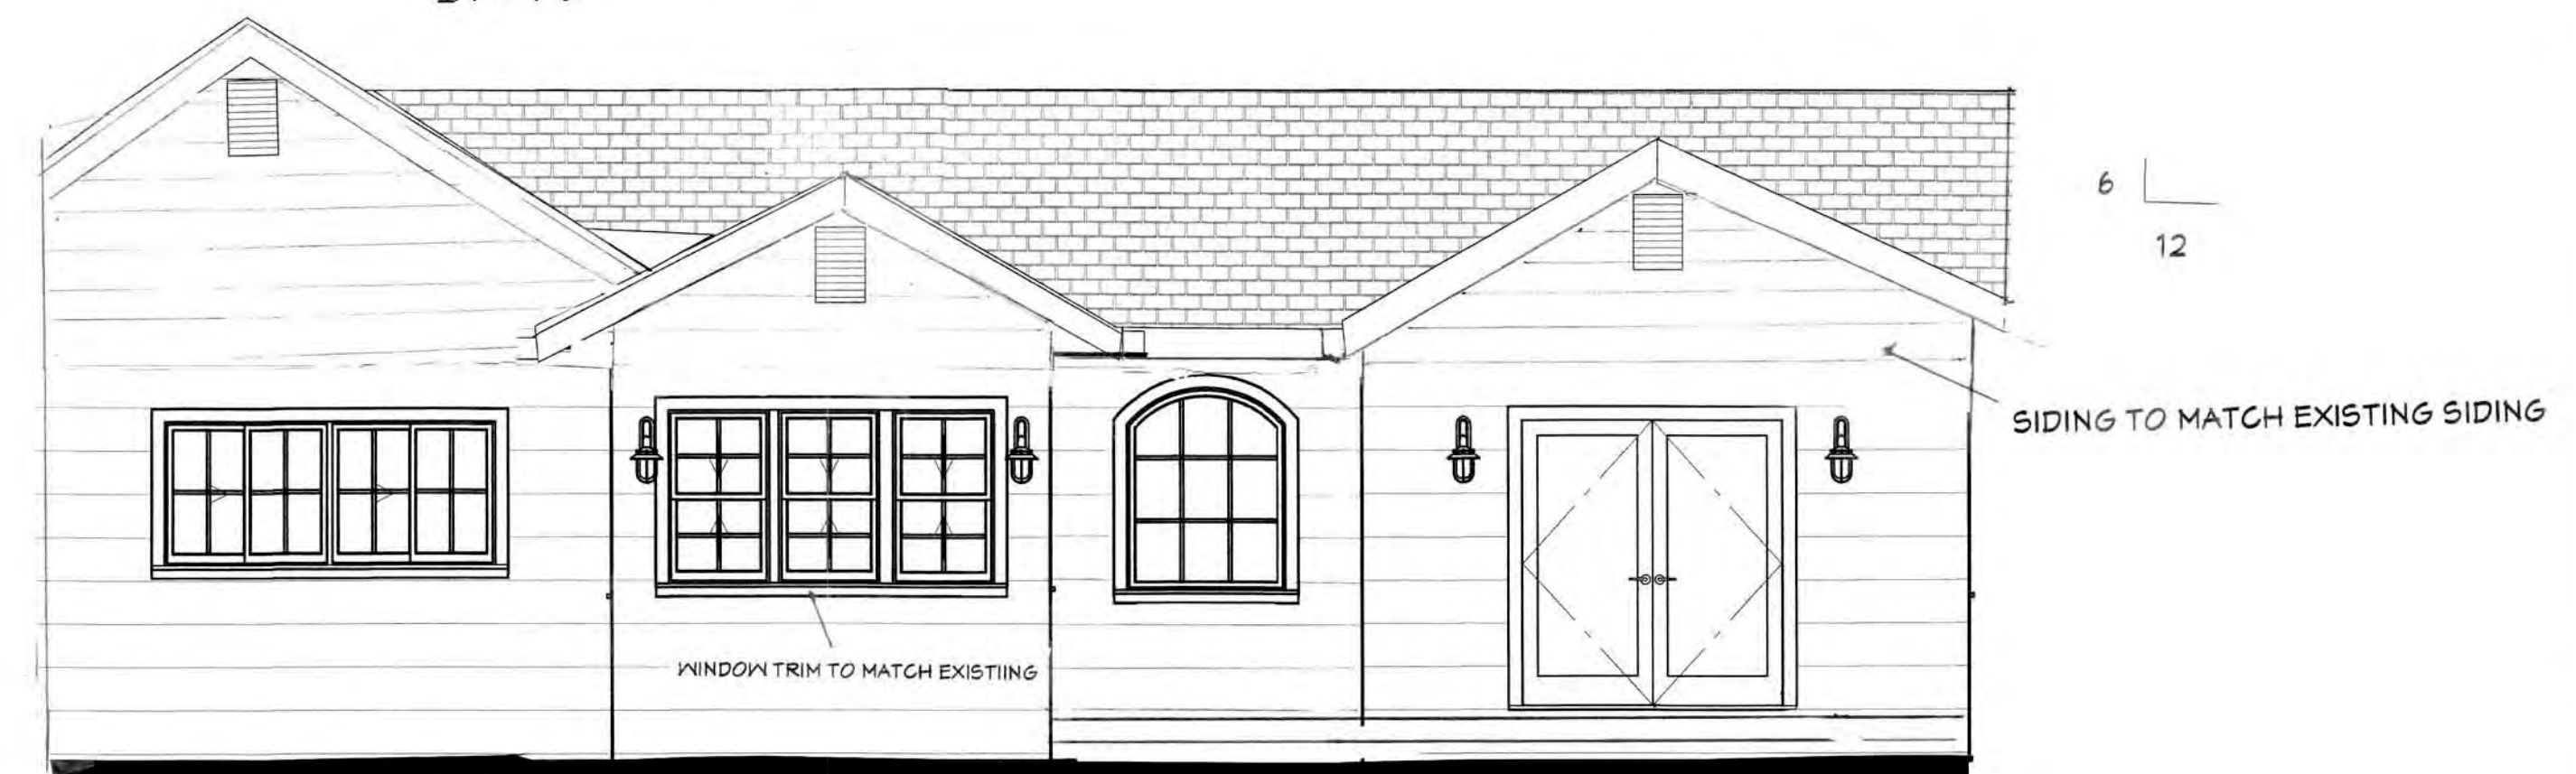 6
12
SIDING TO MATCH EXISTING SIDING
WINDOW TRIM TO MATCH EXISTIING